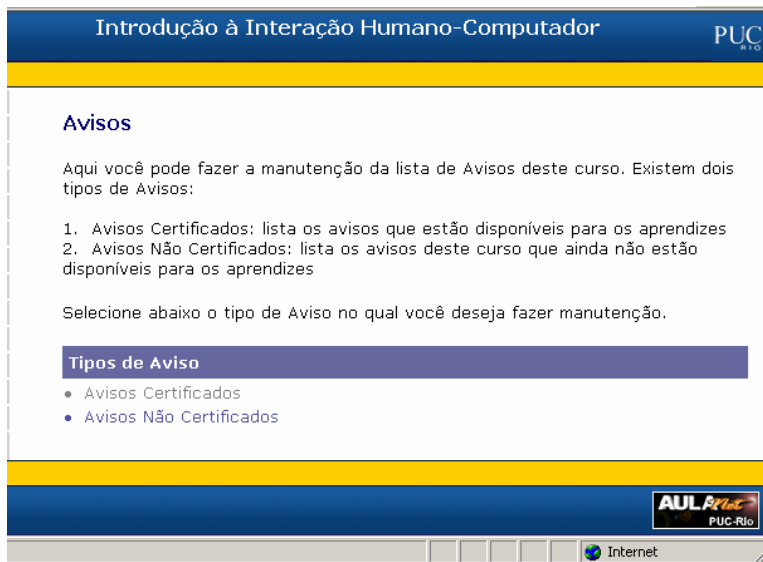 Introdução à Interação Humano-Computador
PUC
RIO
Avisos
Aqui você pode fazer a manutenção da lista de Avisos deste curso. Existem dois
tipos de Avisos:
1. Avisos Certificados: lista os avisos que estão disponíveis para os aprendizes
2. Avisos Não Certificados: lista os avisos deste curso que ainda não estão
disponíveis para os aprendizes
Selecione abaixo o tipo de Aviso no qual você deseja fazer manutenção.
Tipos de Aviso
• Avisos Certificados
• Avisos Não Certificados
AULANet
PUC-Rio
Internet